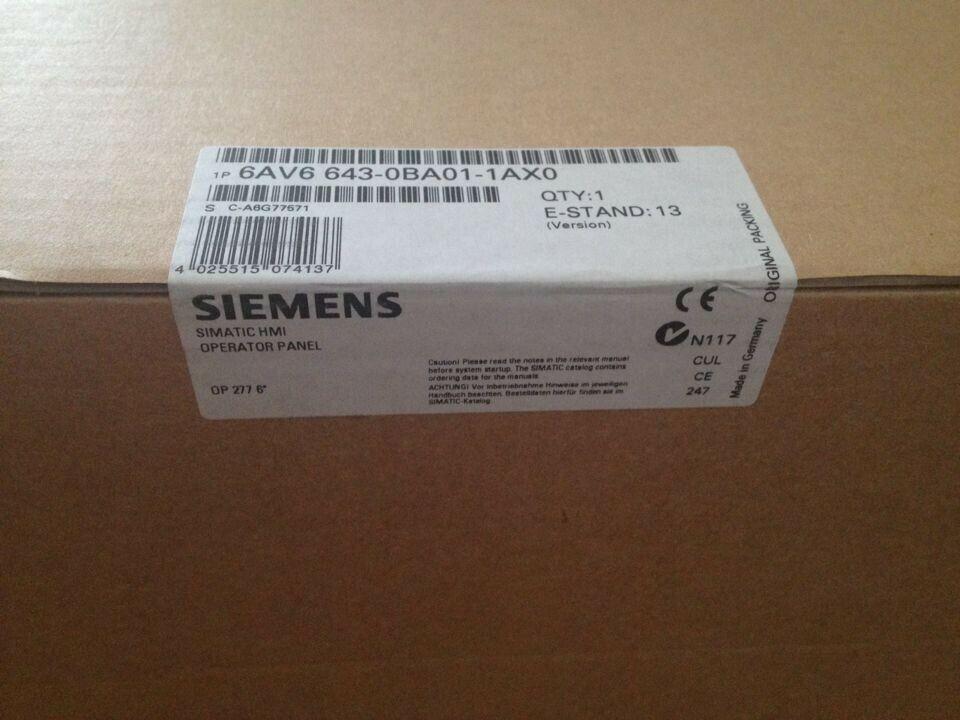 1P 6AV6 643-0BA01-1AX0
S C-A6G77571
QTY:1
E-STAND:13
(Version)
4 025515 074137
ORIGINAL PACKING
SIEMENS
SIMATIC HMI
OPERATOR PANEL
OP 277 6"
Caution! Please read the notes in the relevant manual
before system startup. The SIMATIC catalog contains
ordering data for the manuals.
ACHTUNG! Vor Inbetriebnahme Hinweise im jeweiligen
Handbuch beachten. Bestelldaten hierfür finden sie im
SIMATIC-Katalog.
CE
N117
CUL
CE
247
Made in Germany